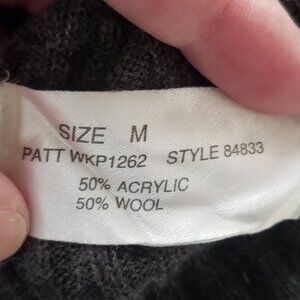 SIZE M
PATT WKP1262 STYLE 84833
50% ACRYLIC
50% WOOL